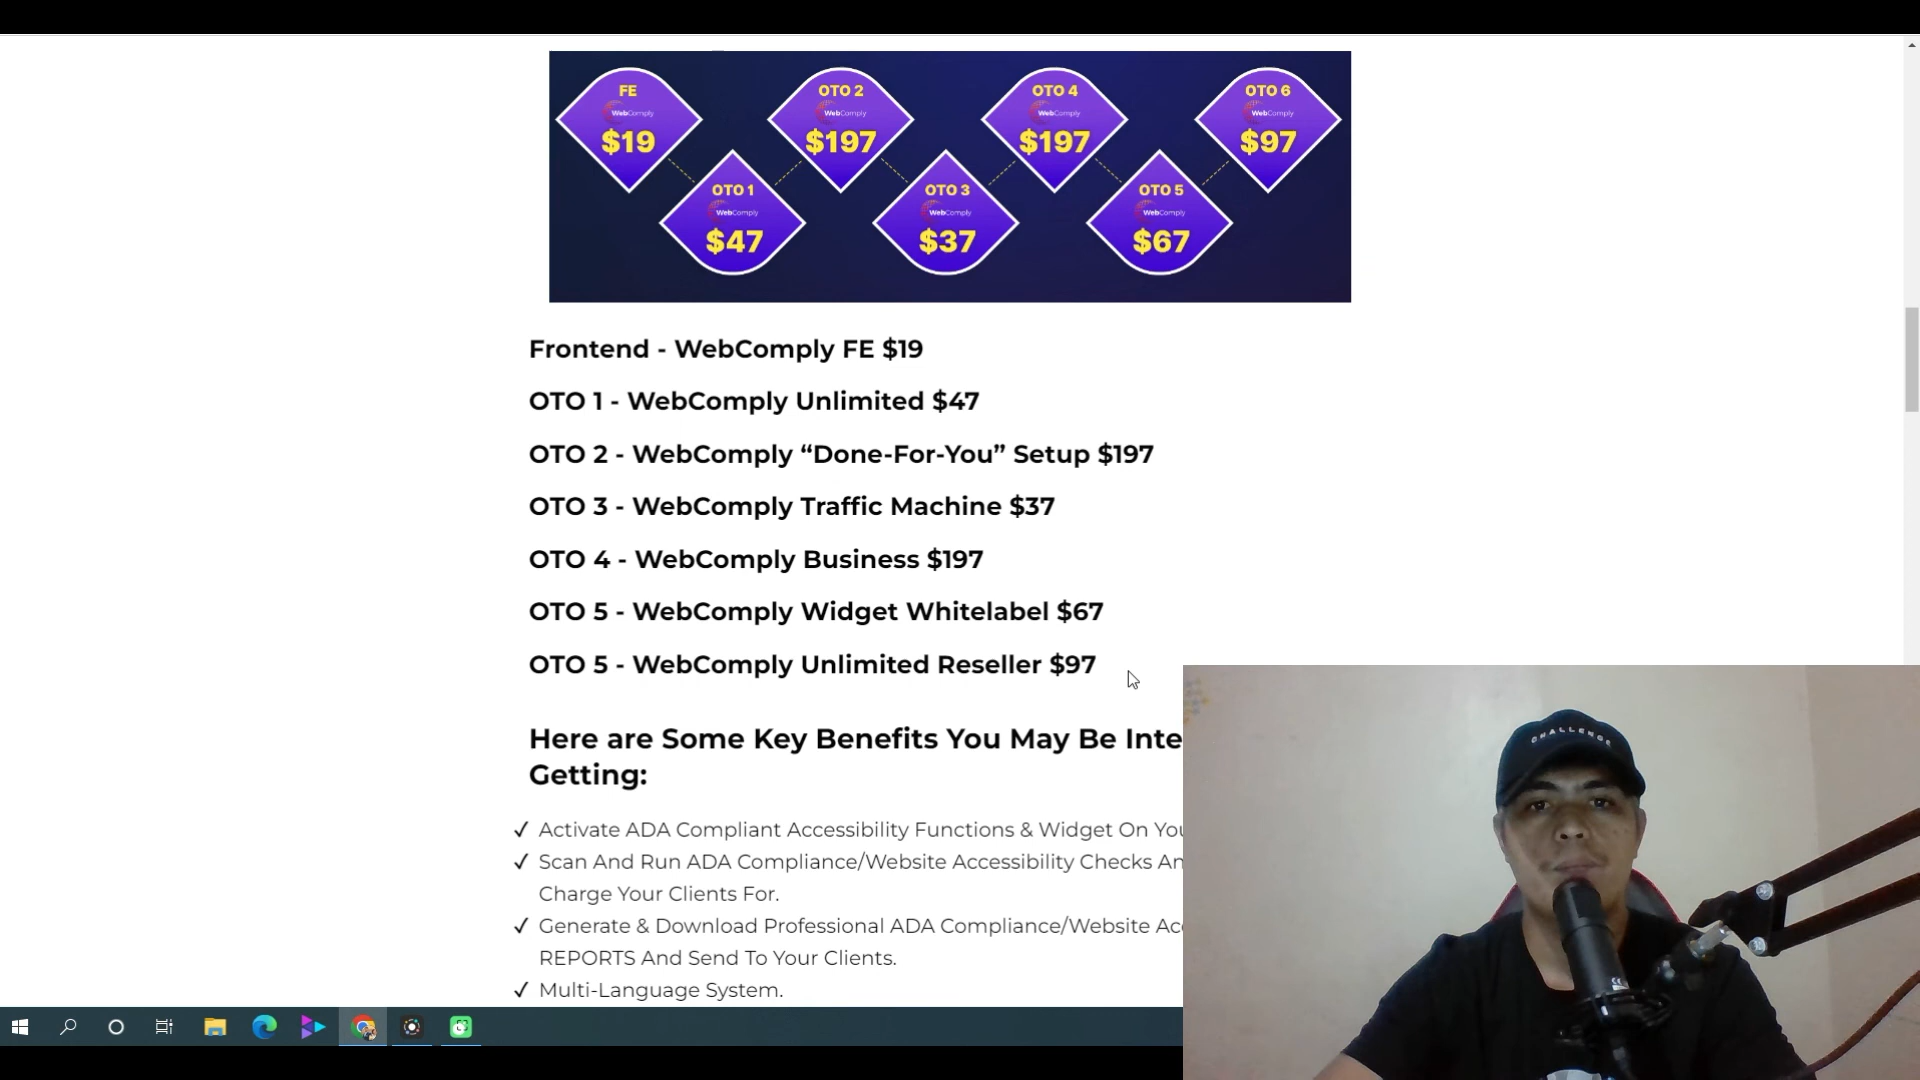 FE
WebComply
$19
OTO 2
WebComply
$197
OTO 4
WebComply
$197
OTO 6
WebComply
$97
OTO 1
WebComply
$47
OTO 3
WebComply
$37
OTO 5
WebComply
$67
Frontend - WebComply FE $19
OTO 1 - WebComply Unlimited $47
OTO 2 - WebComply “Done-For-You” Setup $197
OTO 3 - WebComply Traffic Machine $37
OTO 4 - WebComply Business $197
OTO 5 - WebComply Widget Whitelabel $67
OTO 5 - WebComply Unlimited Reseller $97
Here are Some Key Benefits You May Be Inte
Getting:
✓ Activate ADA Compliant Accessibility Functions & Widget On You
✓ Scan And Run ADA Compliance/Website Accessibility Checks An
Charge Your Clients For.
✓ Generate & Download Professional ADA Compliance/Website Acc
REPORTS And Send To Your Clients.
✓ Multi-Language System.
CHALLENGE